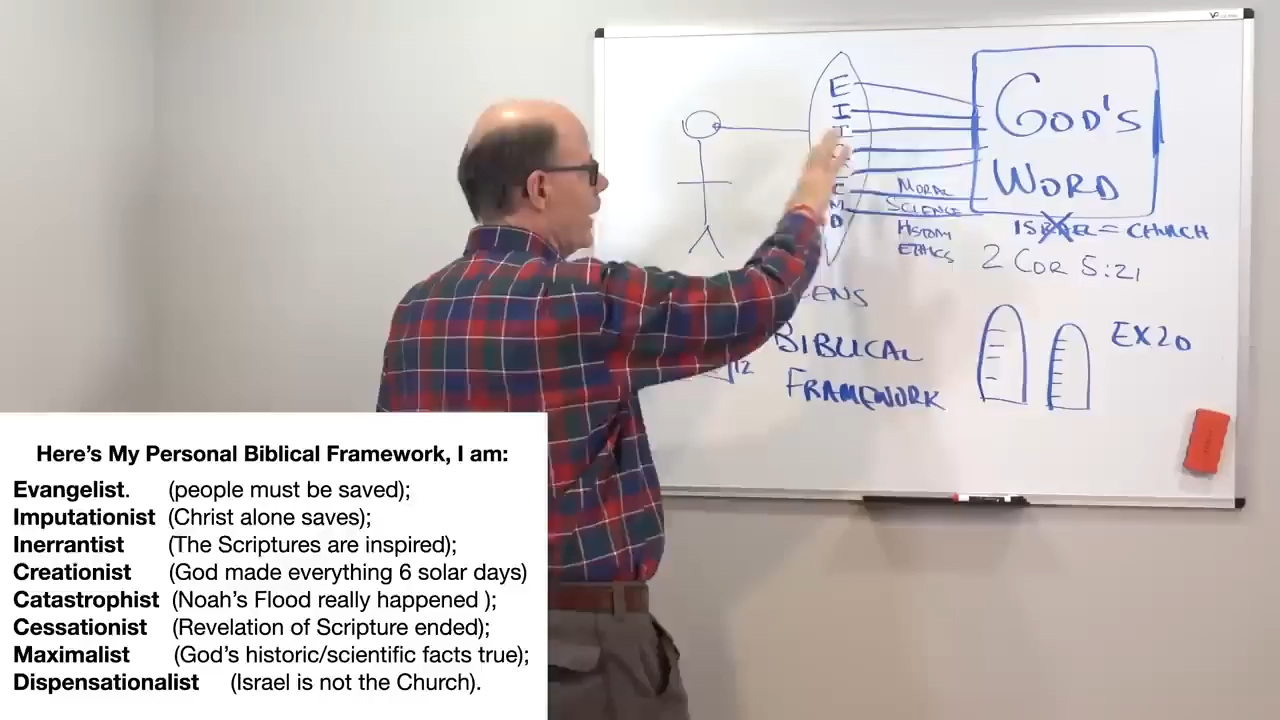 E
I
I
C
M
D
GOD'S
WORD
MORAL
SCIENCE
HISTORY
ETHICS
ISRAEL = CHURCH
2 COR 5:21
LENS
BIBLICAL
FRAMEWORK
12
EX20
Here's My Personal Biblical Framework, I am:
Evangelist. (people must be saved);
Imputationist (Christ alone saves);
Inerrantist (The Scriptures are inspired);
Creationist (God made everything 6 solar days)
Catastrophist (Noah's Flood really happened );
Cessationist (Revelation of Scripture ended);
Maximalist (God's historic/scientific facts true);
Dispensationalist (Israel is not the Church).